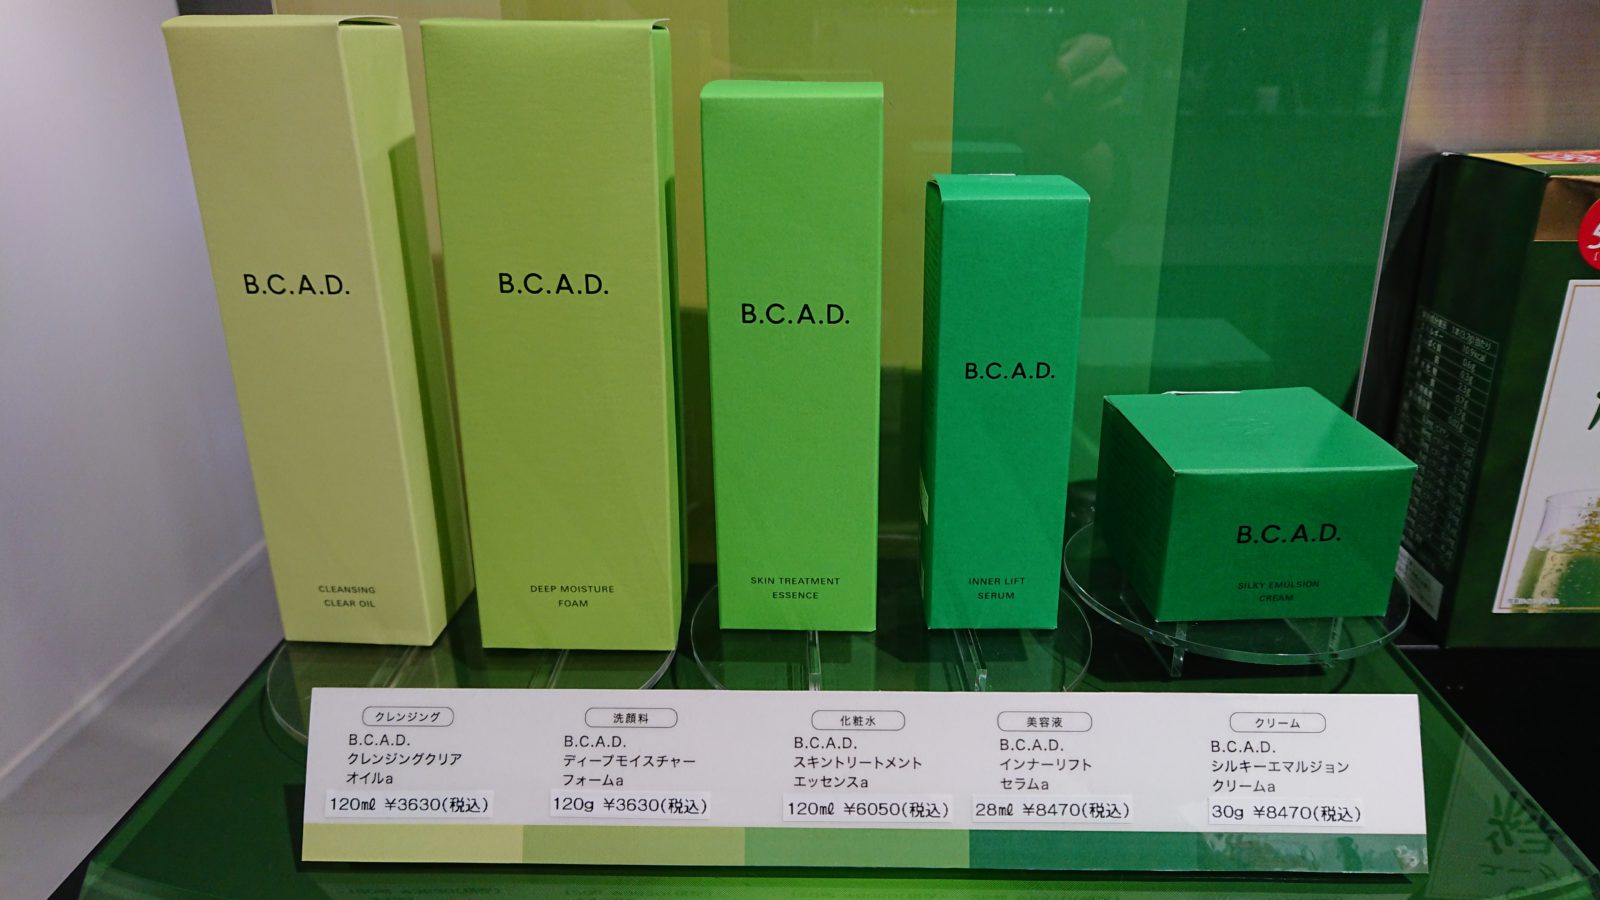 B.C.A.D.
CLEANSING
CLEAR OIL
B.C.A.D.
DEEP MOISTURE
FOAM
B.C.A.D.
SKIN TREATMENT
ESSENCE
B.C.A.D.
INNER LIFT
SERUM
B.C.A.D.
SILKY EMULSION
CREAM
クレンジング
B.C.A.D.
クレンジングクリア
オイルa
120㎖ ¥3630(税込)
洗顔料
B.C.A.D.
ディープモイスチャー
フォームa
120g ¥3630(税込)
化粧水
B.C.A.D.
スキントリートメント
エッセンスa
120㎖ ¥6050(税込)
美容液
B.C.A.D.
インナーリフト
セラムa
28㎖ ¥8470(税込)
クリーム
B.C.A.D.
シルキーエマルジョン
クリームa
30g ¥8470(税込)